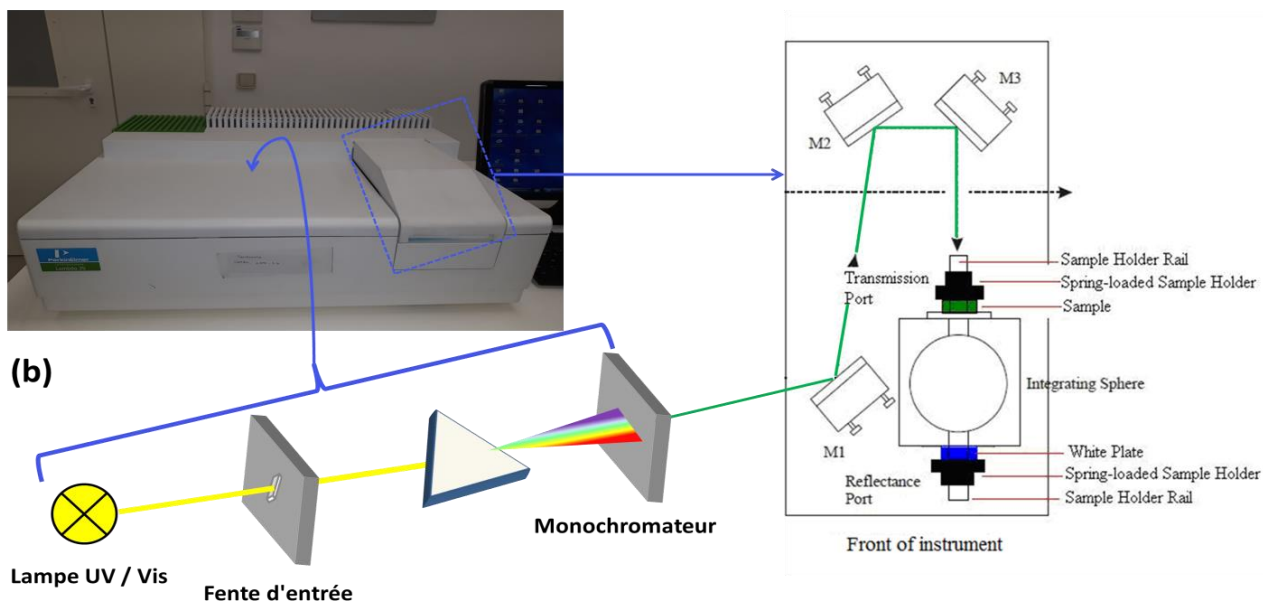 PerkinElmer
M2
M3
Transmission
Port
Sample Holder Rail
Spring-loaded Sample Holder
Sample
Integrating Sphere
M1
White Plate
Reflectance
Port
Spring-loaded Sample Holder
Sample Holder Rail
Front of instrument
(b)
Lampe UV / Vis
Fente d'entrée
Monochromateur